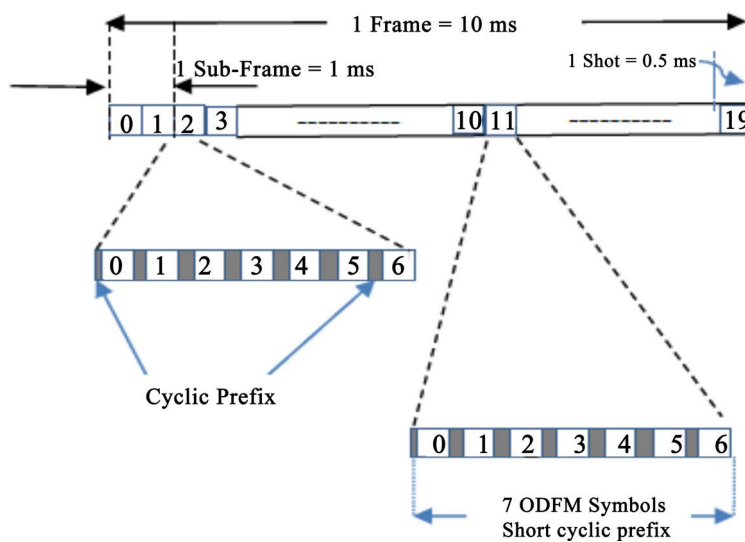 1 Frame = 10 ms
1 Shot = 0.5 ms
1 Sub-Frame = 1 ms
0 1 2 3 ---------- 10 11 ---------- 19
0 1 2 3 4 5 6
Cyclic Prefix
0 1 2 3 4 5 6
7 ODFM Symbols
Short cyclic prefix